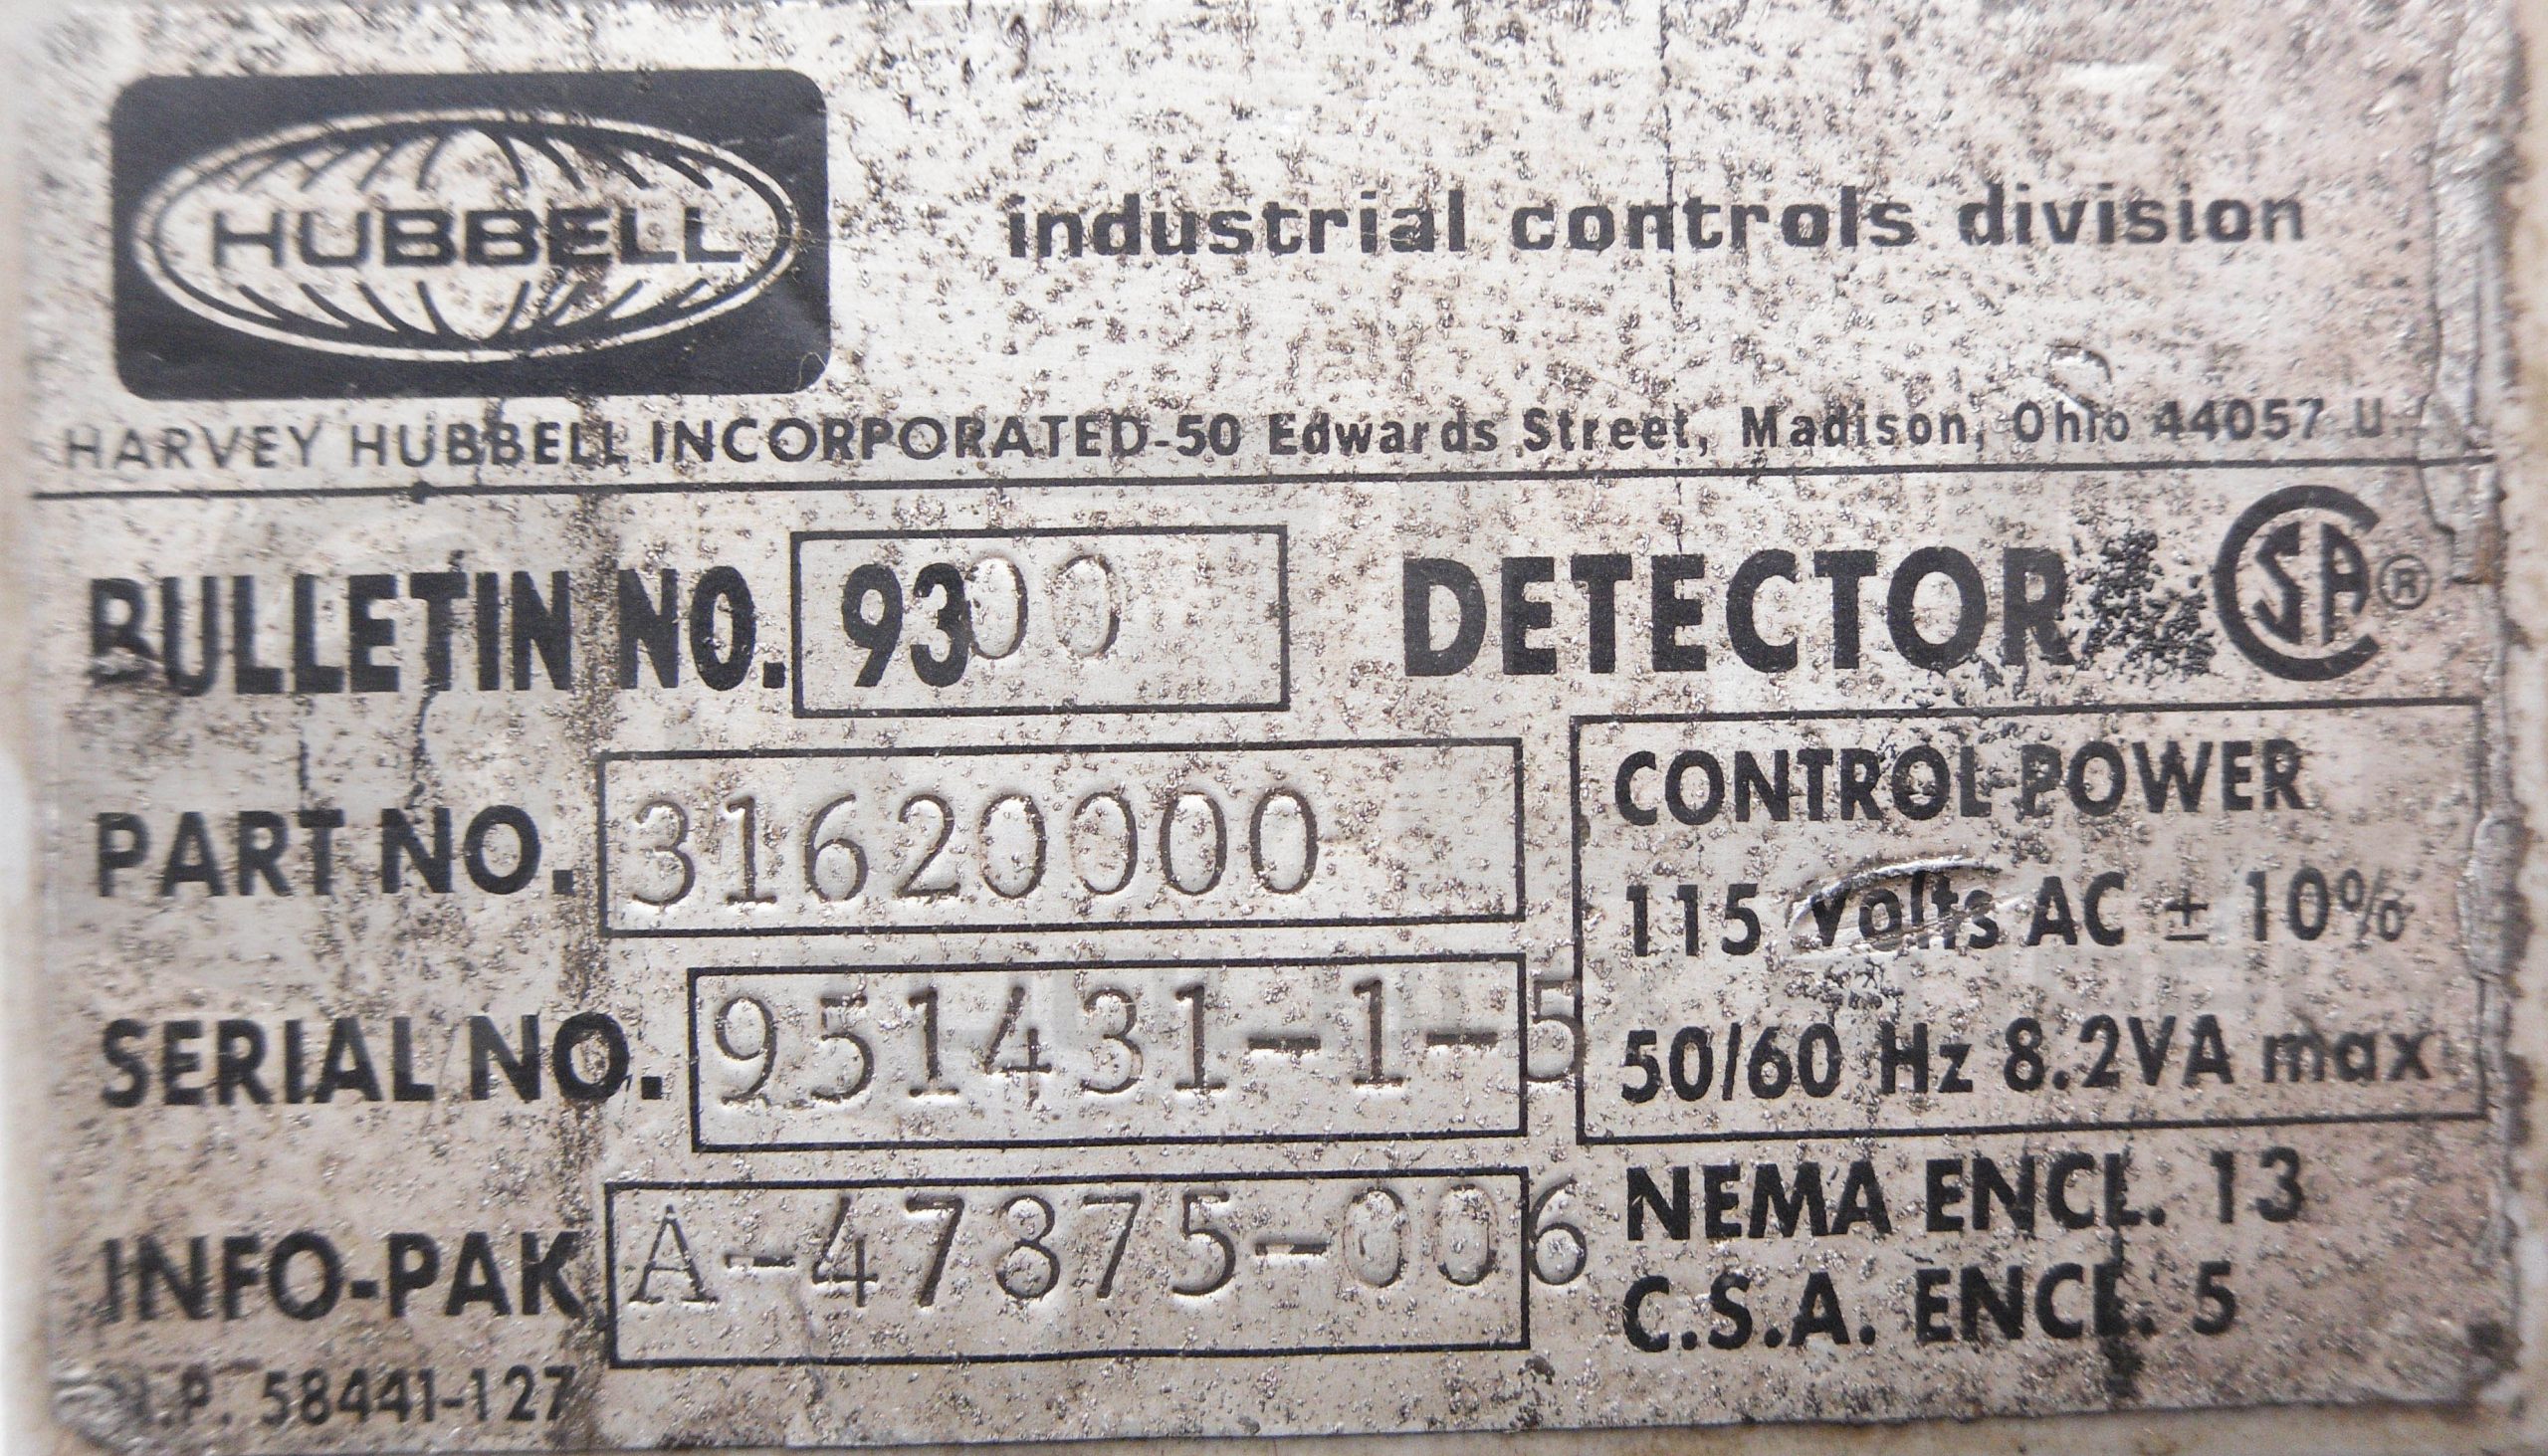 HUBBELL
industrial controls division
HARVEY HUBBELL INCORPORATED-50 Edwards Street, Madison, Ohio 44057 U
BULLETIN NO. 9300 DETECTOR CSA ®
PART NO. 31620000
CONTROL POWER
115 Volts AC ± 10%
SERIAL NO. 951431-1-5
50/60 Hz 8.2VA max
INFO-PAK A-47875-006
NEMA ENCL. 13
C.S.A. ENCL. 5
N.P. 58441-127